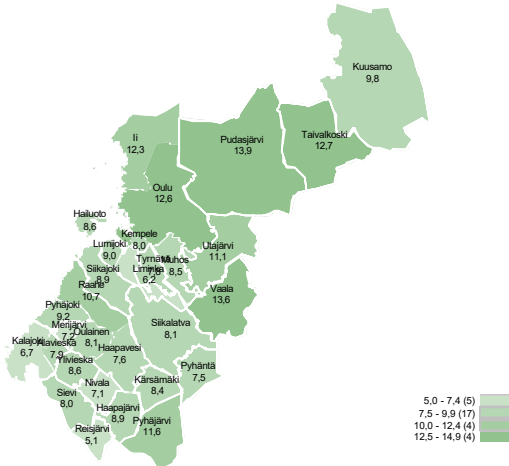 Kuusamo
9,8
Taivalkoski
12,7
Pudasjärvi
13,9
Ii
12,3
Oulu
12,6
Hailuoto
8,6
Kempele
8,0
Lumijoki
9,0
Tyrnävä
7,8
Muhos
8,5
Liminka
6,2
Utajärvi
11,1
Siikajoki
8,9
Raahe
10,7
Vaala
13,6
Pyhäjoki
9,2
Merijärvi
7,2
Oulainen
8,1
Siikalatva
8,1
Kalajoki
6,7
Alavieska
7,9
Haapavesi
7,6
Ylivieska
8,6
Pyhäntä
7,5
Nivala
7,1
Kärsämäki
8,4
Sievi
8,0
Haapajärvi
8,9
Pyhäjärvi
11,6
Reisjärvi
5,1
5,0 - 7,4 (5)
7,5 - 9,9 (17)
10,0 - 12,4 (4)
12,5 - 14,9 (4)